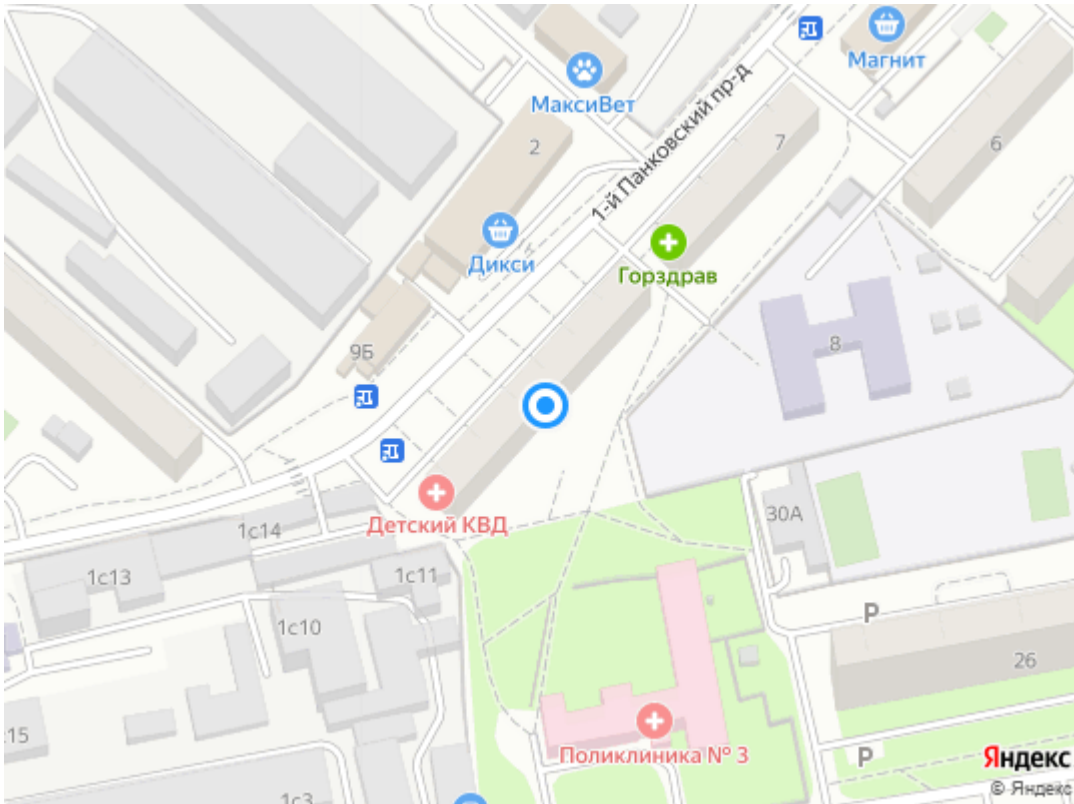 Магнит
МаксиВет
1-й Панковский пр-д
2
7
6
Дикси
Горздрав
9Б
8
30А
Детский КВД
1с14
1с13
1с11
1с10
P
26
15
Поликлиника № 3
P
Яндекс
© Яндекс
1с3